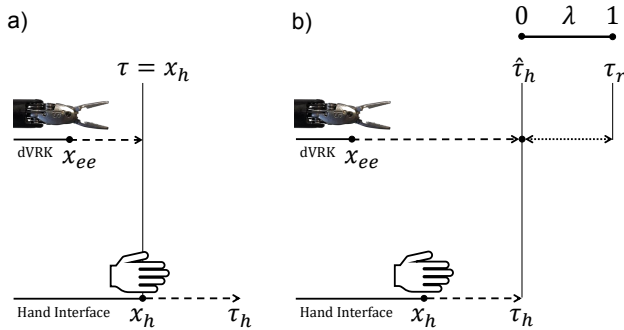 a)
τ = x_h
dVRK
x_ee
Hand Interface
x_h
τ_h
b)
0 λ 1
τ̂_h τ_r
dVRK
x_ee
Hand Interface
x_h
τ_h